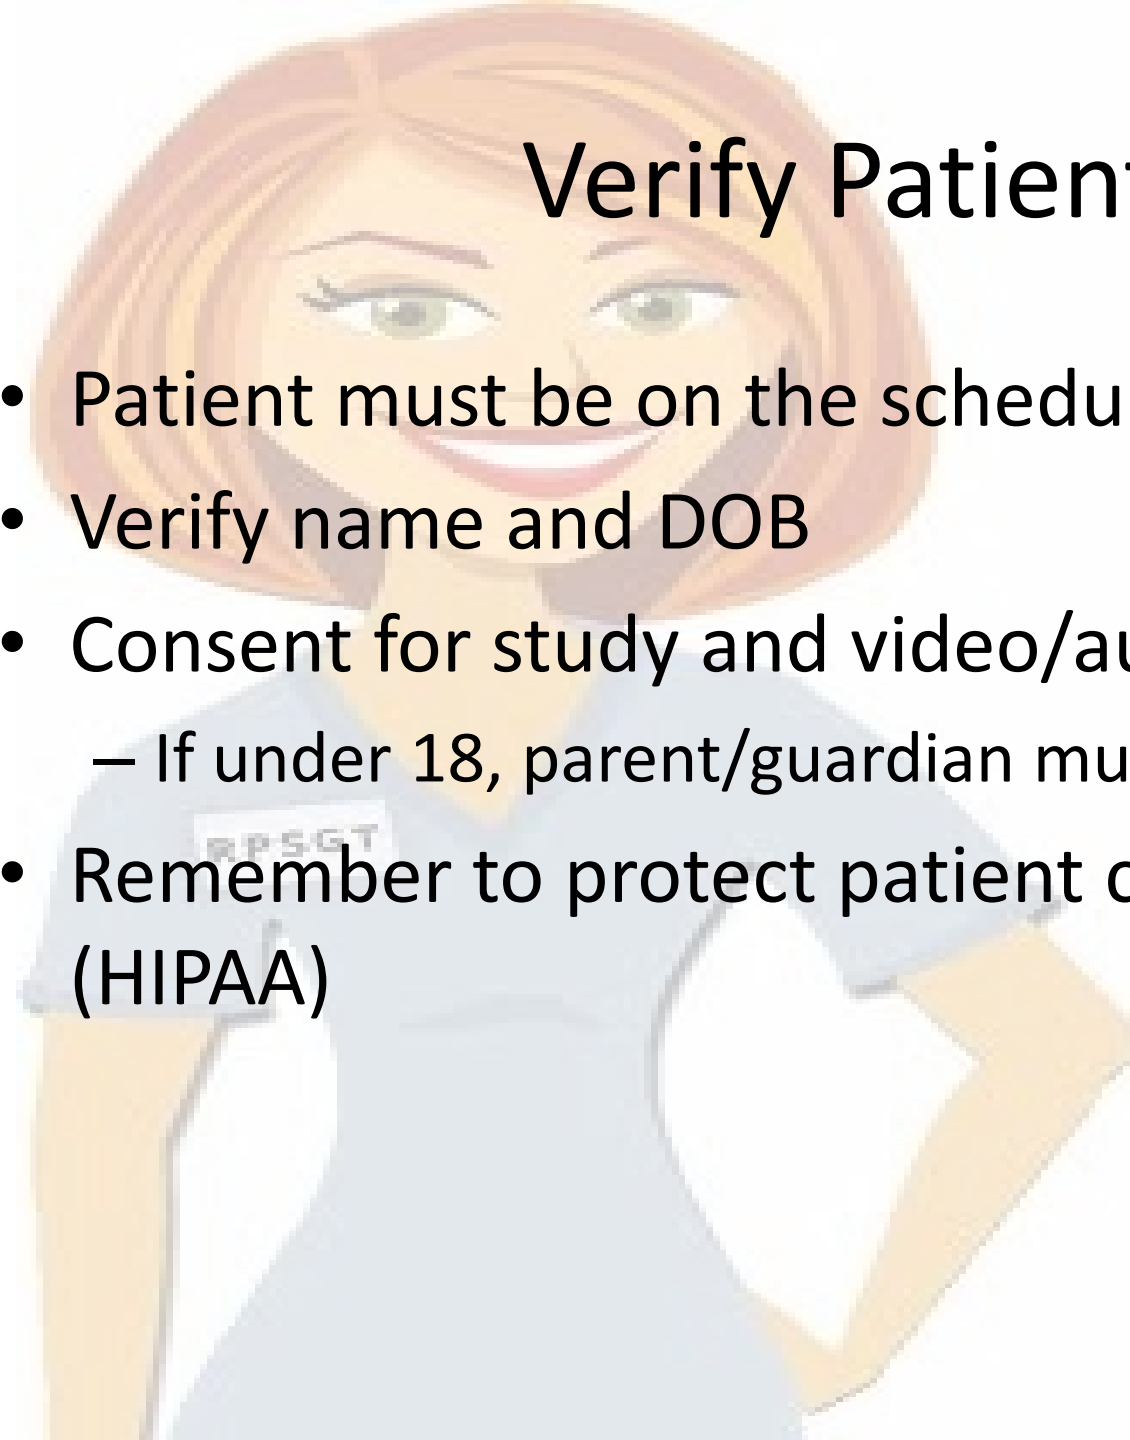 Verify Patient
• Patient must be on the schedu
• Verify name and DOB
• Consent for study and video/au
– If under 18, parent/guardian mu
RPSGT
• Remember to protect patient c
(HIPAA)